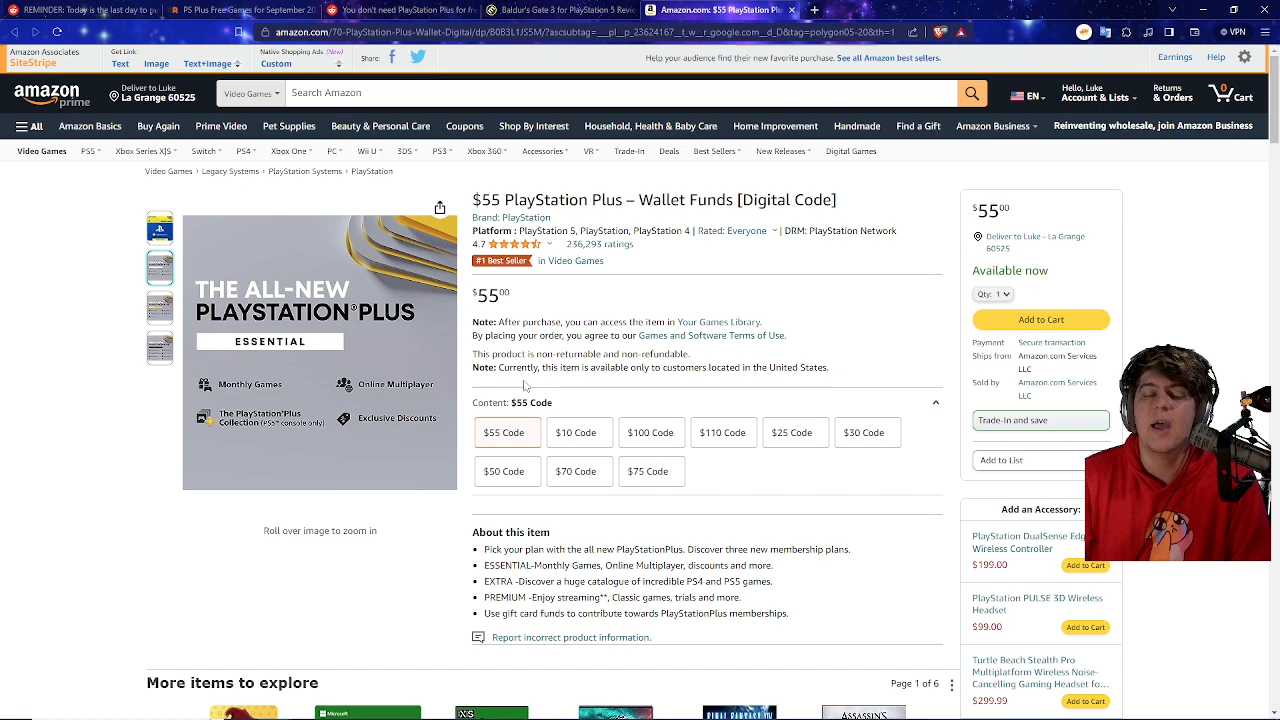 REMINDER: Today is the last day to p
PS Plus Free Games for September 20
You don't need PlayStation Plus for fre
Baldur's Gate 3 for PlayStation 5 Revie
Amazon.com: $55 PlayStation Plu
amazon.com/70-PlayStation-Plus-Wallet-Digital/dp/B0B3L1JS5M/?ascsubtag=___pl_p_23624167__t_w__r_google.com_d_D&tag=polygon05-20&th=1
VPN
Amazon Associates
SiteStripe
Get Link:
Text
Image
Text+Image
Native Shopping Ads (New)
Custom
Share:
Help your audience find their new favorite purchase. See all Amazon best sellers.
Earnings
Help
amazon prime
Deliver to Luke
La Grange 60525
Video Games
Search Amazon
EN
Hello, Luke
Account & Lists
Returns
& Orders
0
Cart
All
Amazon Basics
Buy Again
Prime Video
Pet Supplies
Beauty & Personal Care
Coupons
Shop By Interest
Household, Health & Baby Care
Home Improvement
Handmade
Find a Gift
Amazon Business
Reinventing wholesale, join Amazon Business
Video Games
PS5
Xbox Series X|S
Switch
PS4
Xbox One
PC
Wii U
3DS
PS3
Xbox 360
Accessories
VR
Trade-In
Deals
Best Sellers
New Releases
Digital Games
Video Games › Legacy Systems › PlayStation Systems › PlayStation
THE ALL-NEW
PLAYSTATION®PLUS
ESSENTIAL
Monthly Games
Online Multiplayer
The PlayStation®Plus
Collection (PS5™ console only)
Exclusive Discounts
Roll over image to zoom in
$55 PlayStation Plus – Wallet Funds [Digital Code]
Brand: PlayStation
Platform : PlayStation 5, PlayStation, PlayStation 4 | Rated: Everyone | DRM: PlayStation Network
4.7
236,293 ratings
#1 Best Seller in Video Games
$55 00
Note: After purchase, you can access the item in Your Games Library.
By placing your order, you agree to our Games and Software Terms of Use.
This product is non-returnable and non-refundable.
Note: Currently, this item is available only to customers located in the United States.
Content: $55 Code
$55 Code
$10 Code
$100 Code
$110 Code
$25 Code
$30 Code
$50 Code
$70 Code
$75 Code
About this item
• Pick your plan with the all new PlayStationPlus. Discover three new membership plans.
• ESSENTIAL-Monthly Games, Online Multiplayer, discounts and more.
• EXTRA -Discover a huge catalogue of incredible PS4 and PS5 games.
• PREMIUM -Enjoy streaming**, Classic games, trials and more.
• Use gift card funds to contribute towards PlayStationPlus memberships.
Report incorrect product information.
$55 00
Deliver to Luke - La Grange
60525
Available now
Qty: 1
Add to Cart
Payment
Secure transaction
Ships from
Amazon.com Services
LLC
Sold by
Amazon.com Services
LLC
Trade-In and save
Add to List
Add an Accessory:
PlayStation DualSense Edg
Wireless Controller
$199.00
Add to Cart
PlayStation PULSE 3D Wireless
Headset
$99.00
Add to Cart
Turtle Beach Stealth Pro
Multiplatform Wireless Noise-
Cancelling Gaming Headset fo...
$299.99
Add to Cart
More items to explore
Page 1 of 6
Microsoft
FINAL FANTASY
ASSASSIN'S